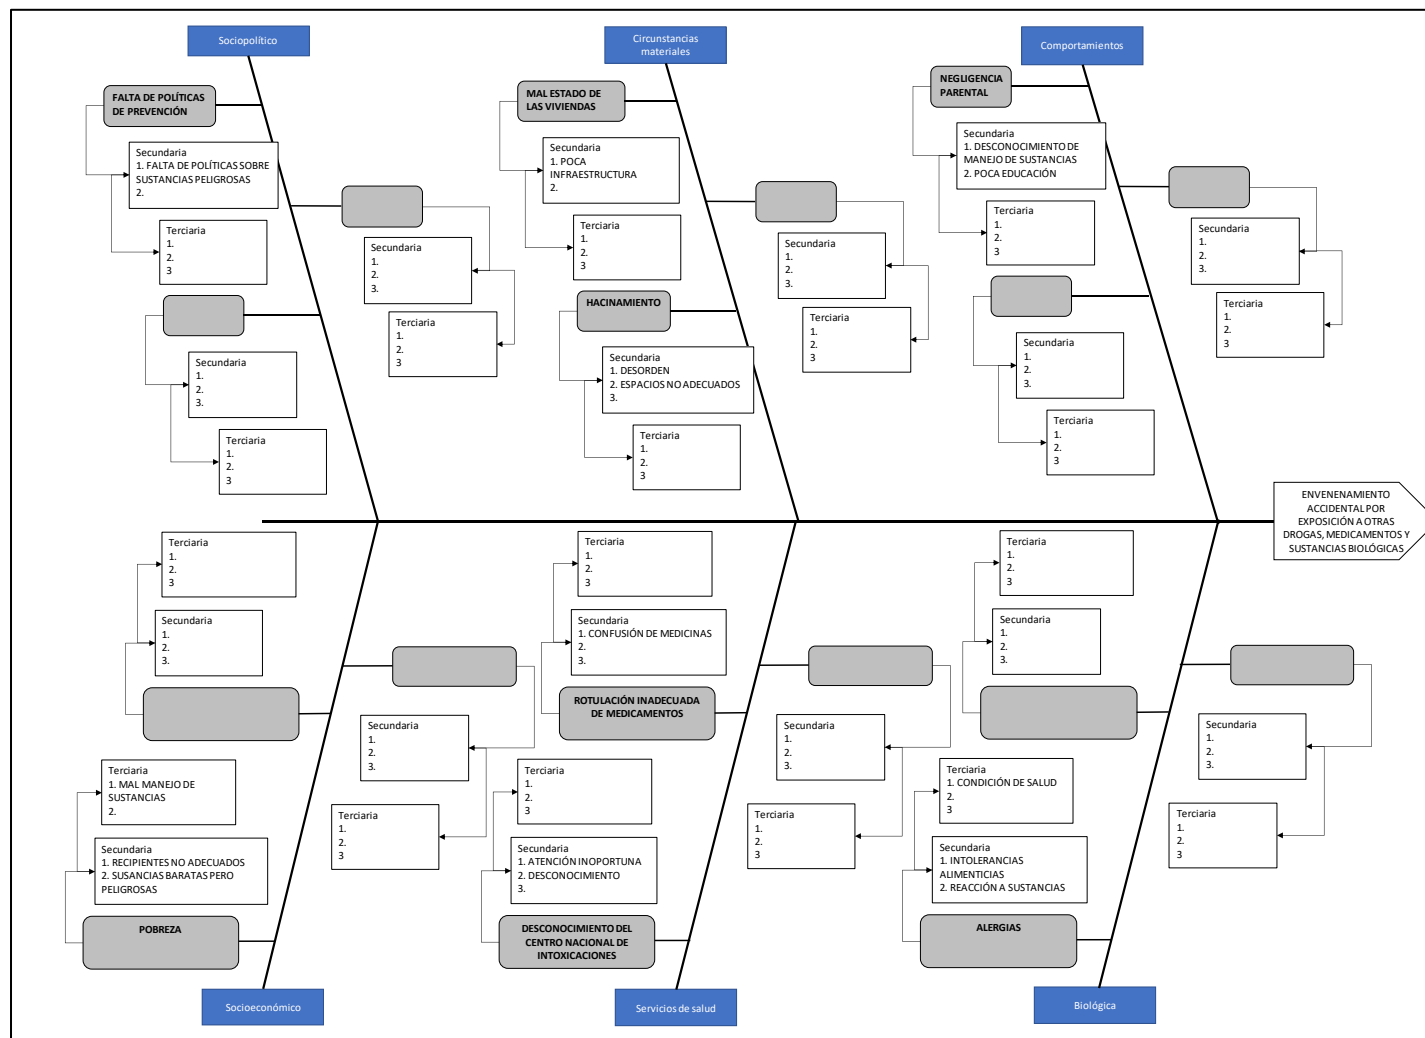 Sociopolítico
Circunstancias
materiales
Comportamientos
FALTA DE POLÍTICAS
DE PREVENCIÓN
Secundaria
1. FALTA DE POLÍTICAS SOBRE
SUSTANCIAS PELIGROSAS
2.
Terciaria
1.
2.
3
Secundaria
1.
2.
3.
Terciaria
1.
2.
3
Secundaria
1.
2.
3.
Terciaria
1.
2.
3
MAL ESTADO DE
LAS VIVIENDAS
Secundaria
1. POCA
INFRAESTRUCTURA
2.
Terciaria
1.
2.
3
Secundaria
1.
2.
3.
Terciaria
1.
2.
3
HACINAMIENTO
Secundaria
1. DESORDEN
2. ESPACIOS NO ADECUADOS
3.
Terciaria
1.
2.
3
NEGLIGENCIA
PARENTAL
Secundaria
1. DESCONOCIMIENTO DE
MANEJO DE SUSTANCIAS
2. POCA EDUCACIÓN
Terciaria
1.
2.
3
Secundaria
1.
2.
3.
Terciaria
1.
2.
3
Secundaria
1.
2.
3.
Terciaria
1.
2.
3
ENVENENAMIENTO
ACCIDENTAL POR
EXPOSICIÓN A OTRAS
DROGAS, MEDICAMENTOS Y
SUSTANCIAS BIOLÓGICAS
Terciaria
1.
2.
3
Secundaria
1.
2.
3.
Secundaria
1.
2.
3.
Terciaria
1.
2.
3
Terciaria
1. MAL MANEJO DE
SUSTANCIAS
2.
Secundaria
1. RECIPIENTES NO ADECUADOS
2. SUSANCIAS BARATAS PERO
PELIGROSAS
POBREZA
Terciaria
1.
2.
3
Secundaria
1. CONFUSIÓN DE MEDICINAS
2.
3.
ROTULACIÓN INADECUADA
DE MEDICAMENTOS
Secundaria
1.
2.
3.
Terciaria
1.
2.
3
Terciaria
1.
2.
3
Secundaria
1. ATENCIÓN INOPORTUNA
2. DESCONOCIMIENTO
3.
DESCONOCIMIENTO DEL
CENTRO NACIONAL DE
INTOXICACIONES
Terciaria
1.
2.
3
Secundaria
1.
2.
3.
Secundaria
1.
2.
3.
Terciaria
1.
2.
3
Terciaria
1. CONDICIÓN DE SALUD
2.
3
Secundaria
1. INTOLERANCIAS
ALIMENTICIAS
2. REACCIÓN A SUSTANCIAS
ALERGIAS
Socioeconómico
Servicios de salud
Biológica